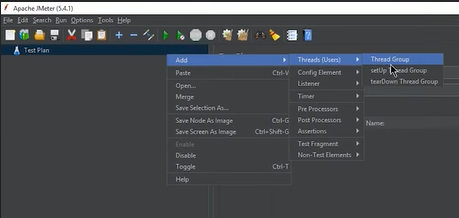 Apache JMeter (5.4.1)
File Edit Search Run Options Tools Help
Test Plan
Add
Threads (Users)
Thread Group
setUp Thread Group
tearDown Thread Group
Paste
Ctrl-V
Config Element
Listener
Open...
Merge
Timer
Save Selection As...
Pre Processors
Save Node As Image
Ctrl-G
Post Processors
Name:
Save Screen As Image
Ctrl+Shift-G
Assertions
Enable
Test Fragment
Disable
Non-Test Elements
Toggle
Ctrl-T
Help